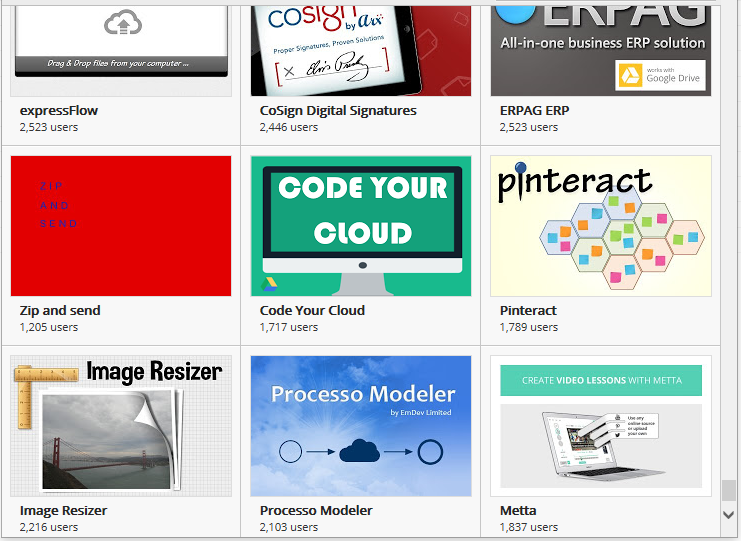 Drag & Drop files from your computer ...
expressFlow
2,523 users
COSign by arx
Proper Signatures, Proven Solutions
CoSign Digital Signatures
2,446 users
ERPAG
All-in-one business ERP solution
works with
Google Drive
ERPAG ERP
2,523 users
ZIP
AND
SEND
Zip and send
1,205 users
CODE YOUR
CLOUD
Code Your Cloud
1,717 users
pinteract
Pinteract
1,789 users
Image Resizer
Image Resizer
2,216 users
Processo Modeler
by EmDev Limited
Processo Modeler
2,103 users
CREATE VIDEO LESSONS WITH METTA
Use any
online source
or upload
your own
Metta
1,837 users